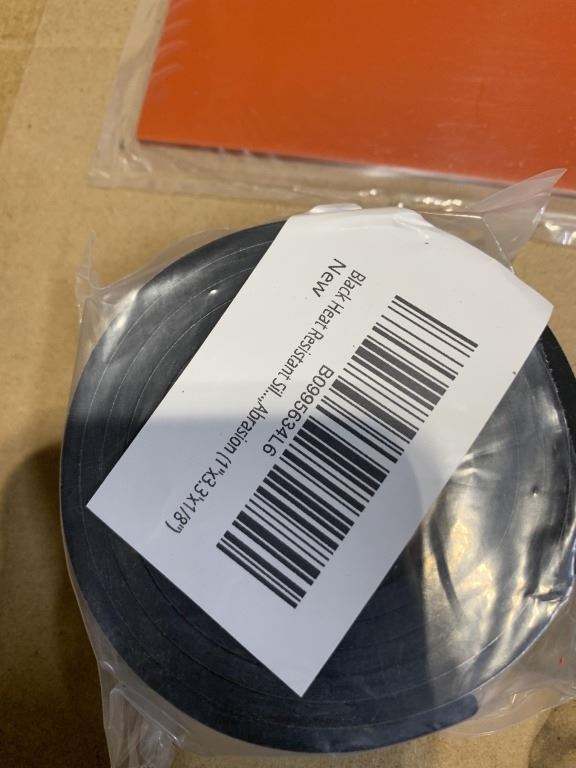 B0995634L6
Black Heat Resistant Sil...,Abrasion (1"x3.3'x1/8")
New